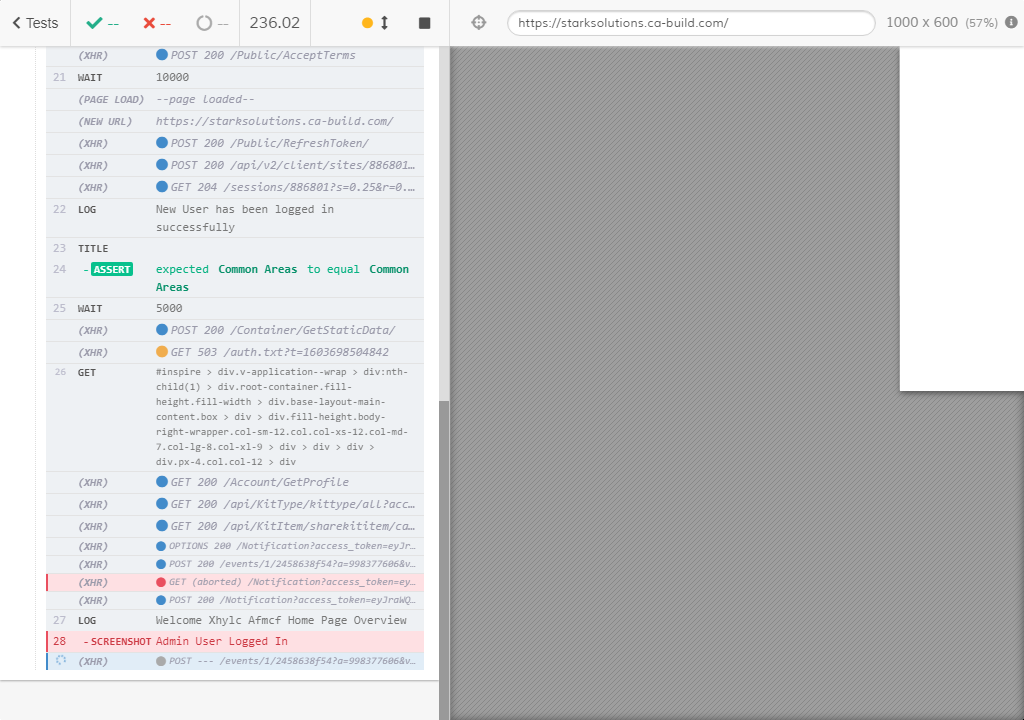 Tests -- -- -- 236.02 https://starksolutions.ca-build.com/ 1000 x 600 (57%)
(XHR) POST 200 /Public/AcceptTerms
21 WAIT 10000
(PAGE LOAD) --page loaded--
(NEW URL) https://starksolutions.ca-build.com/
(XHR) POST 200 /Public/RefreshToken/
(XHR) POST 200 /api/v2/client/sites/886801…
(XHR) GET 204 /sessions/886801?s=0.25&r=0.…
22 LOG New User has been logged in
successfully
23 TITLE
24 -ASSERT expected Common Areas to equal Common
Areas
25 WAIT 5000
(XHR) POST 200 /Container/GetStaticData/
(XHR) GET 503 /auth.txt?t=1603698504842
26 GET #inspire > div.v-application--wrap > div:nth-
child(1) > div.root-container.fill-
height.fill-width > div.base-layout-main-
content.box > div > div.fill-height.body-
right-wrapper.col-sm-12.col.col-xs-12.col-md-
7.col-lg-8.col-xl-9 > div > div > div >
div.px-4.col.col-12 > div
(XHR) GET 200 /Account/GetProfile
(XHR) GET 200 /api/KitType/kittype/all?acc…
(XHR) GET 200 /api/KitItem/sharekititem/ca…
(XHR) OPTIONS 200 /Notification?access_token=eyJr…
(XHR) POST 200 /events/1/2458638f54?a=998377606&v…
(XHR) GET (aborted) /Notification?access_token=ey…
(XHR) POST 200 /Notification?access_token=eyJraWQ…
27 LOG Welcome Xhylc Afmcf Home Page Overview
28 -SCREENSHOT Admin User Logged In
(XHR) POST --- /events/1/2458638f54?a=998377606&v…